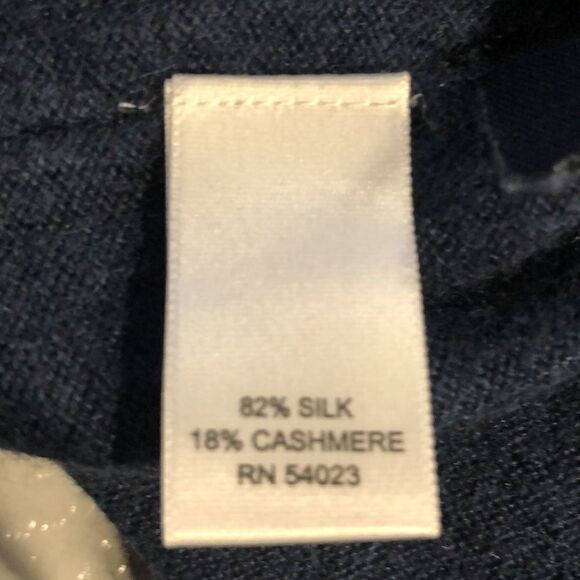 82% SILK
18% CASHMERE
RN 54023